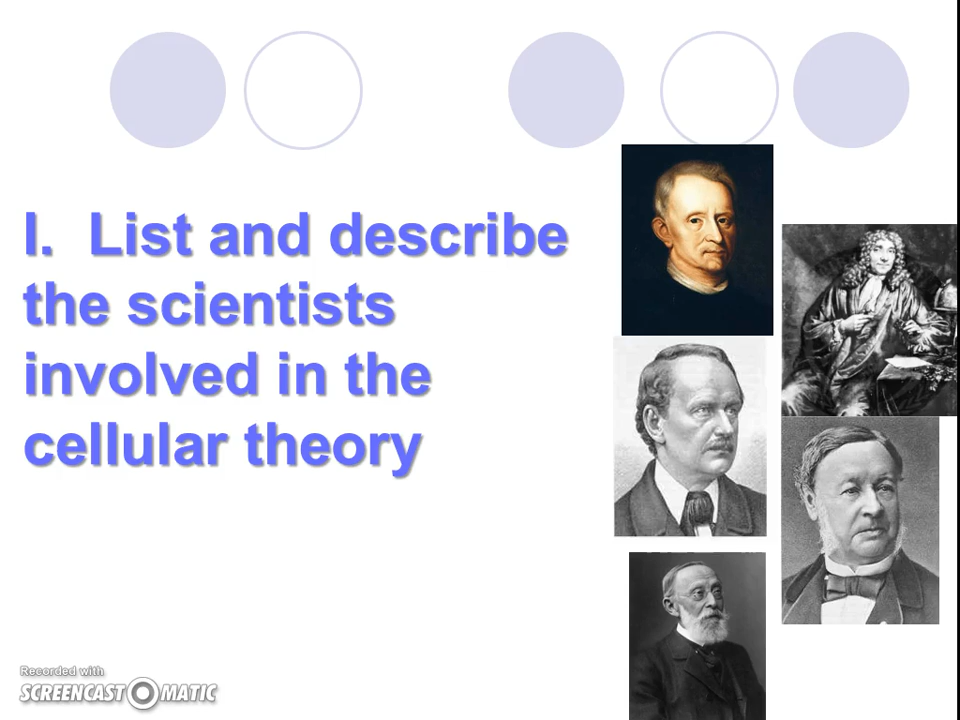 I. List and describe
the scientists
involved in the
cellular theory
Recorded with
SCREENCAST MATIC